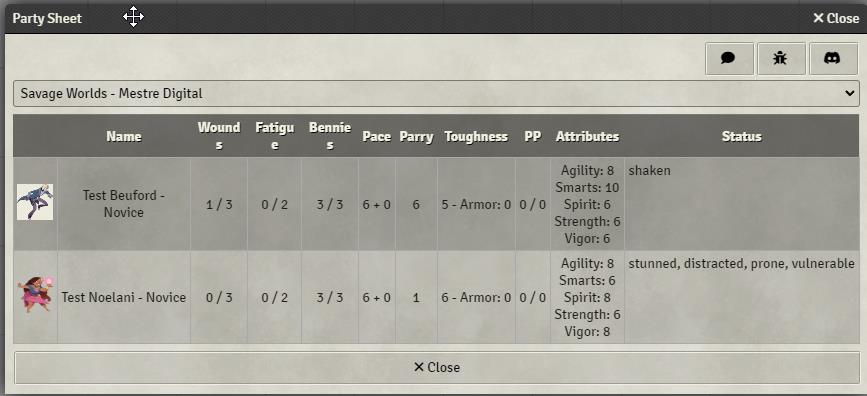 Party Sheet
✕ Close
Savage Worlds - Mestre Digital
Name
Wound
s
Fatigu
e
Bennie
s
Pace
Parry
Toughness
PP
Attributes
Status
Test Beuford -
Novice
1 / 3
0 / 2
3 / 3
6 + 0
6
5 - Armor: 0
0 / 0
Agility: 8
Smarts: 10
Spirit: 6
Strength: 6
Vigor: 6
shaken
Test Noelani - Novice
0 / 3
0 / 2
3 / 3
6 + 0
1
6 - Armor: 0
0 / 0
Agility: 8
Smarts: 6
Spirit: 8
Strength: 6
Vigor: 8
stunned, distracted, prone, vulnerable
✕ Close